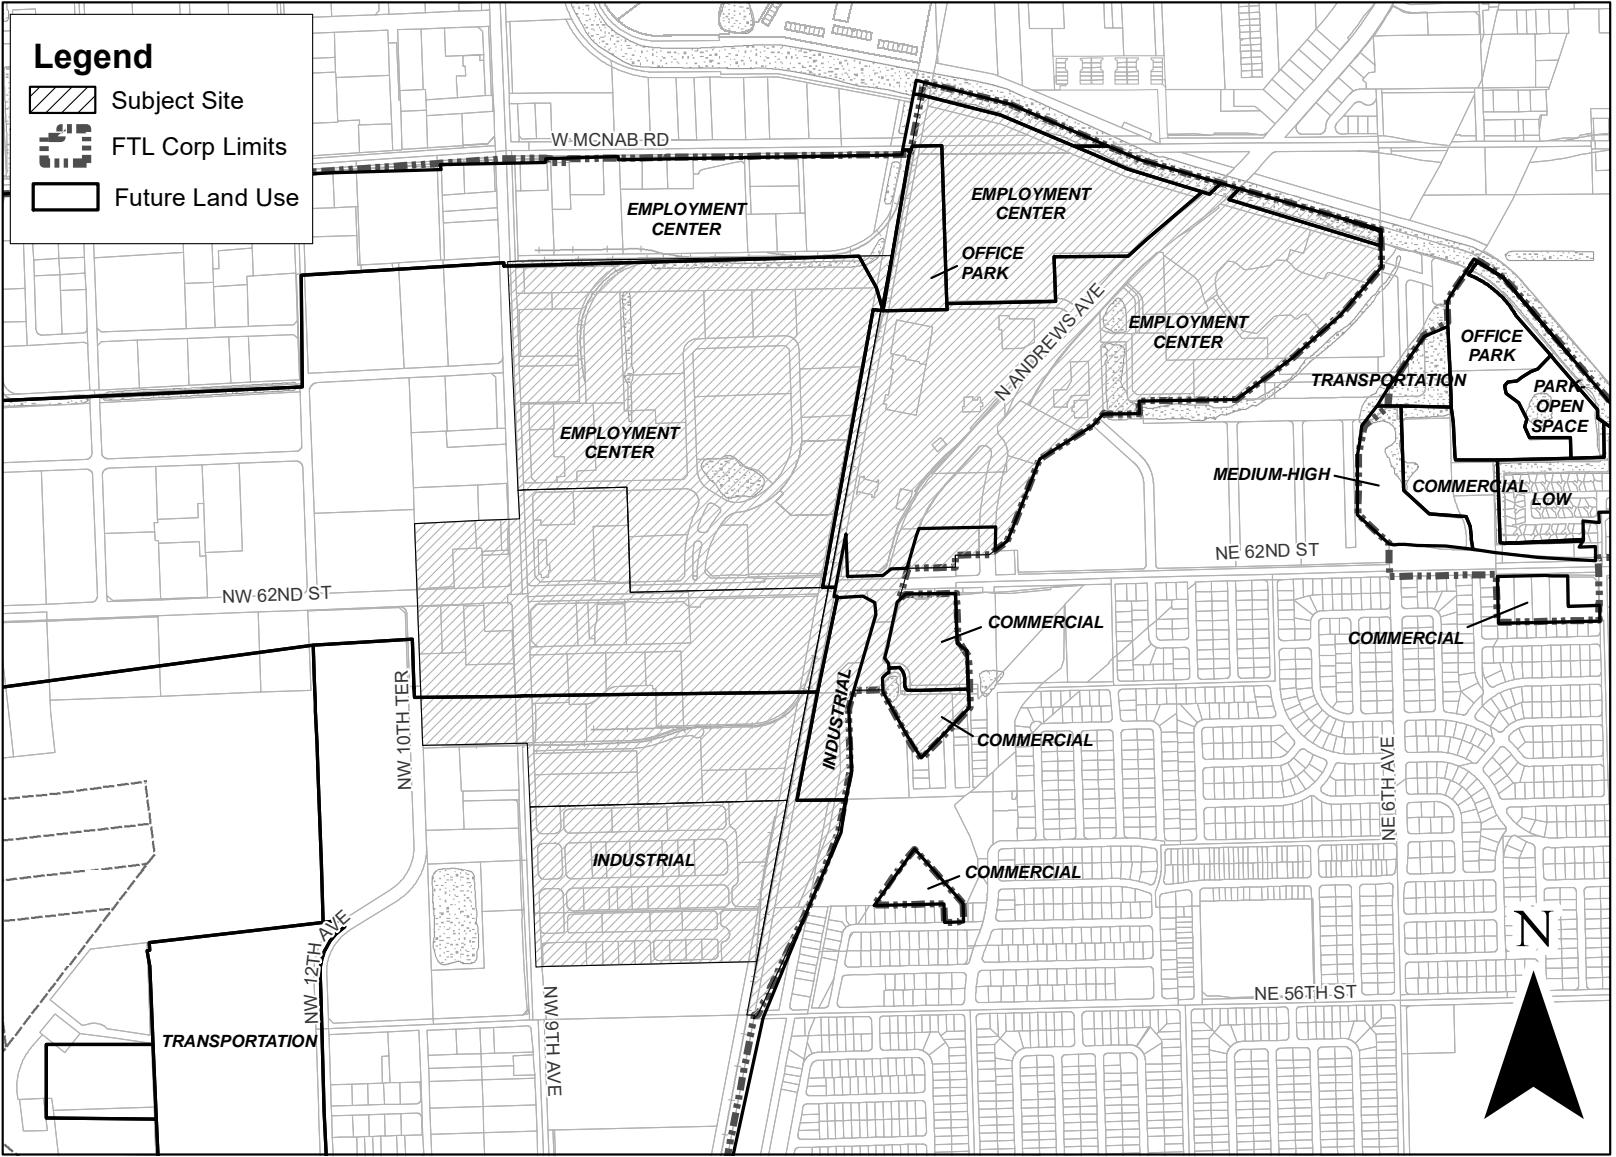 Legend
Subject Site
FTL Corp Limits
Future Land Use
W MCNAB RD
EMPLOYMENT
CENTER
EMPLOYMENT
CENTER
OFFICE
PARK
N ANDREWS AVE
EMPLOYMENT
CENTER
OFFICE
PARK
TRANSPORTATION
PARK-
OPEN
SPACE
EMPLOYMENT
CENTER
MEDIUM-HIGH
COMMERCIAL
LOW
NE 62ND ST
NW 62ND ST
COMMERCIAL
COMMERCIAL
INDUSTRIAL
NW 10TH TER
COMMERCIAL
NE 6TH AVE
INDUSTRIAL
COMMERCIAL
NW 12TH AVE
N
NE 56TH ST
NW 9TH AVE
TRANSPORTATION